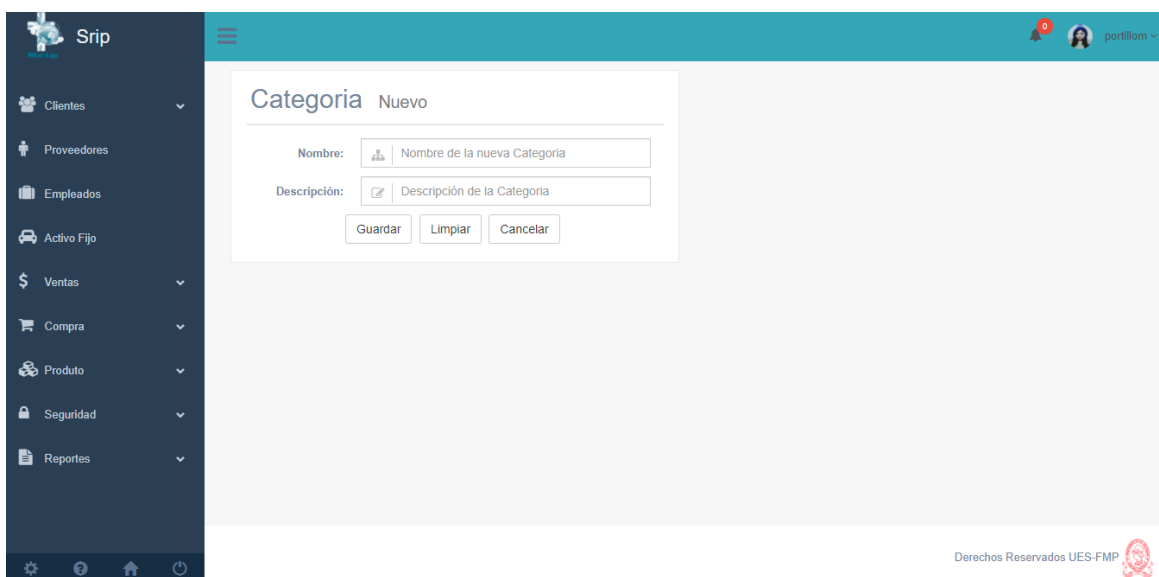 Srip
0
portillom
Clientes
Proveedores
Empleados
Activo Fijo
Ventas
Compra
Produto
Seguridad
Reportes
Categoria Nuevo
Nombre: Nombre de la nueva Categoria
Descripción: Descripción de la Categoria
Guardar Limpiar Cancelar
Derechos Reservados UES-FMP